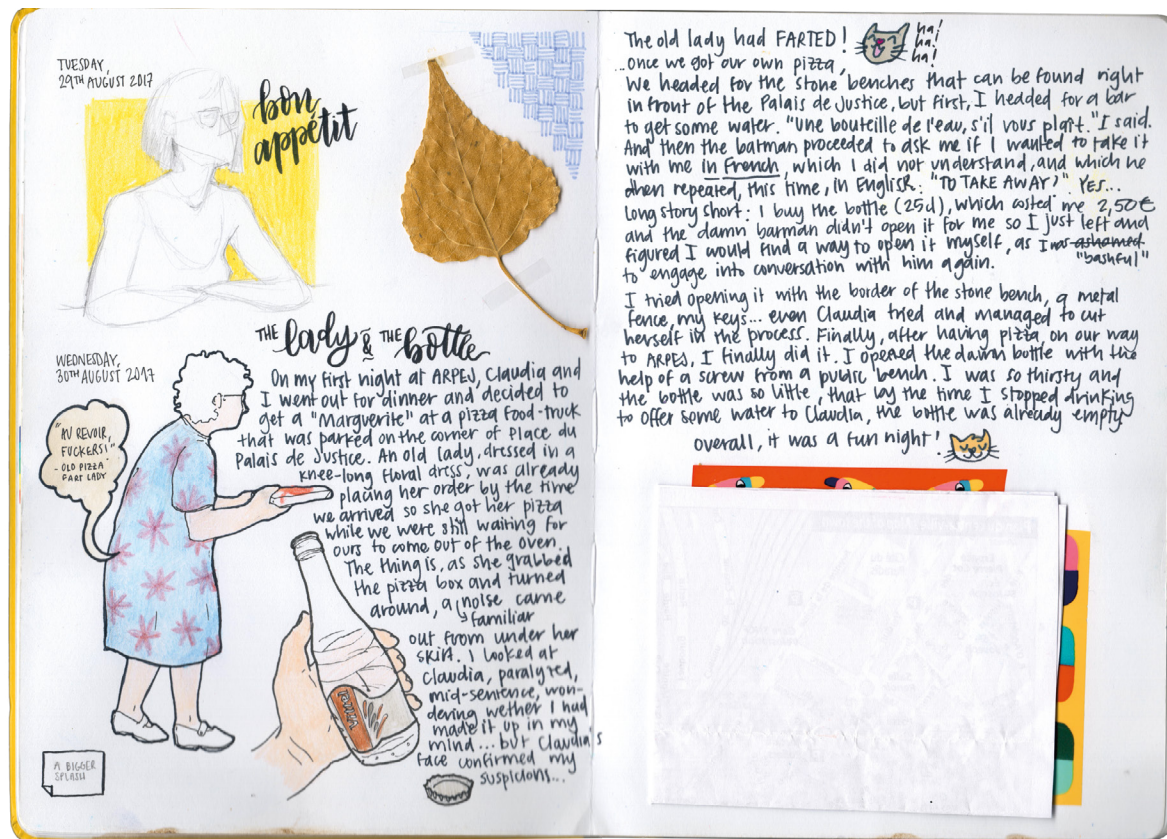 TUESDAY,
29TH AUGUST 2017
bon
appétit
THE lady & THE bottle
WEDNESDAY,
30TH AUGUST 2017
"AU REVOIR,
FUCKERS!"
- OLD PIZZA
FART LADY
On my first night at ARPEJ, Claudia and
I went out for dinner and decided to
get a "Marguerite" at a pizza food-truck
that was parked on the corner of Place du
Palais de Justice. An old lady, dressed in a
knee-long floral dress, was already
placing her order by the time
we arrived so she got her pizza
while we were still waiting for
ours to come out of the oven
The thing is, as she grabbed
the pizza box and turned
around, a noise came
familiar
out from under her
skirt. I looked at
Claudia, paralyzed,
mid-sentence, won-
dering wether I had
made it up in my
mind... but Claudia's
face confirmed my
suspicions...
A BIGGER
SPLASH
The old lady had FARTED!
ha!
ha!
ha!
...once we got our own pizza,
We headed for the stone benches that can be found right
in front of the Palais de Justice, but first, I headed for a bar
to get some water. "Une bouteille de l'eau, s'il vous plaît." I said.
And then the barman proceeded to ask me if I wanted to take it
with me in French, which I did not understand, and which he
then repeated, this time, in English: "TO TAKE AWAY?". YES...
Long story short: I buy the bottle (25cl), which costed me 2,50€
and the damn barman didn't open it for me so I just left and
figured I would find a way to open it myself, as I was ashamed
"bashful"
to engage into conversation with him again.
I tried opening it with the border of the stone bench, a metal
fence, my keys... even Claudia tried and managed to cut
herself in the process. Finally, after having pizza, on our way
to ARPEJ, I finally did it. I opened the damn bottle with the
help of a screw from a public bench. I was so thirsty and
the bottle was so little, that by the time I stopped drinking
to offer some water to Claudia, the bottle was already empty
overall, it was a fun night!